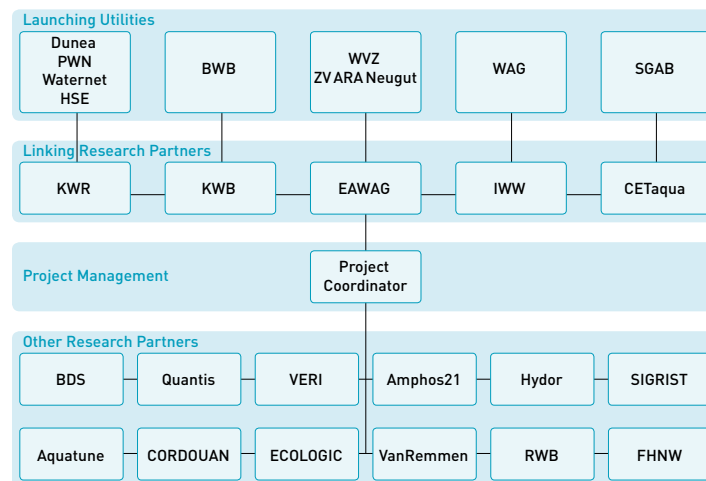 Launching Utilities
Dunea
PWN
Waternet
HSE
BWB
WVZ
ZV ARA Neugut
WAG
SGAB
Linking Research Partners
KWR
KWB
EAWAG
IWW
CETaqua
Project Management
Project
Coordinator
Other Research Partners
BDS
Quantis
VERI
Amphos21
Hydor
SIGRIST
Aquatune
CORDOUAN
ECOLOGIC
VanRemmen
RWB
FHNW